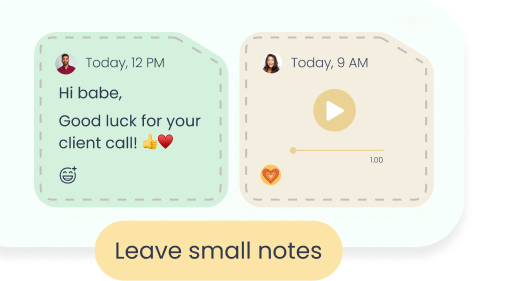 Today, 12 PM
Hi babe,
Good luck for your
client call! 👍❤️
Today, 9 AM
1.00
Leave small notes